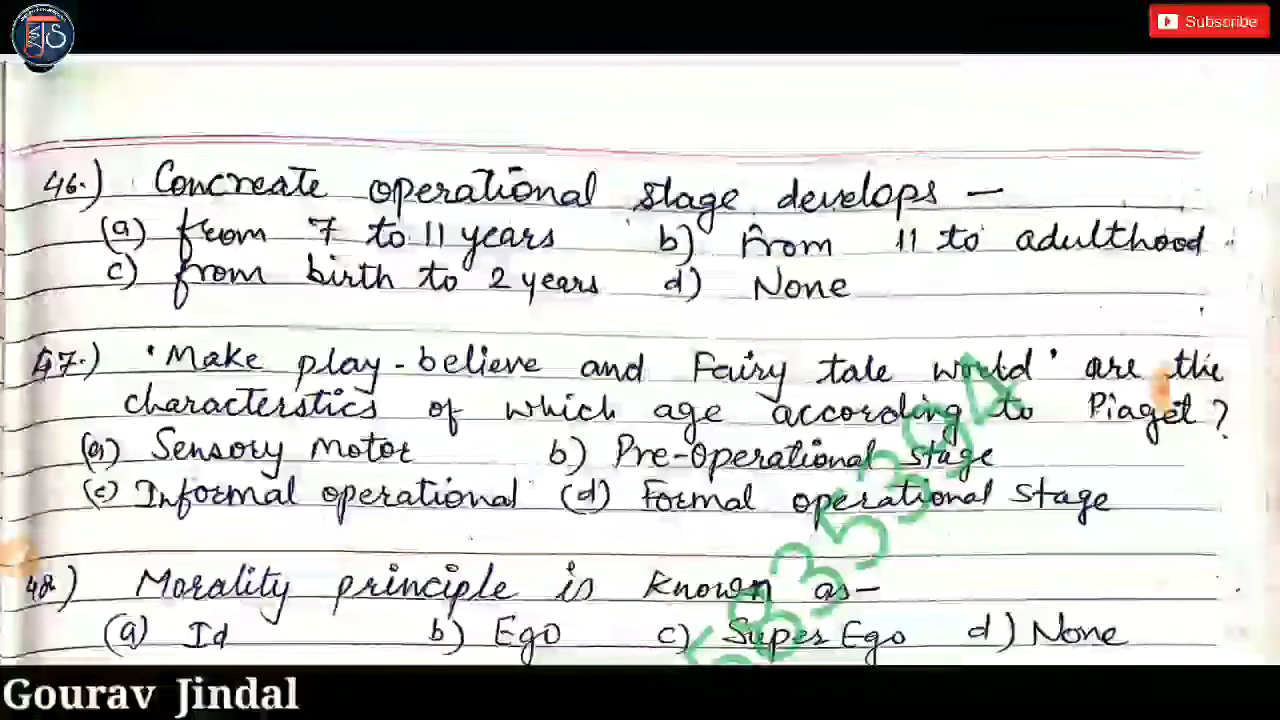 Subscribe
46.) Concreate operational stage develops –
(a) from 7 to 11 years b) from 11 to adulthood
c) from birth to 2 years d) None
47.) 'Make play-believe and Fairy tale world' are the
characterstics of which age according to Piaget?
(a) Sensory Motor b) Pre-Operational stage
(c) Informal operational (d) Formal operational stage
48.) Morality principle is known as–
(a) Id b) Ego c) Super Ego d) None
Gourav Jindal